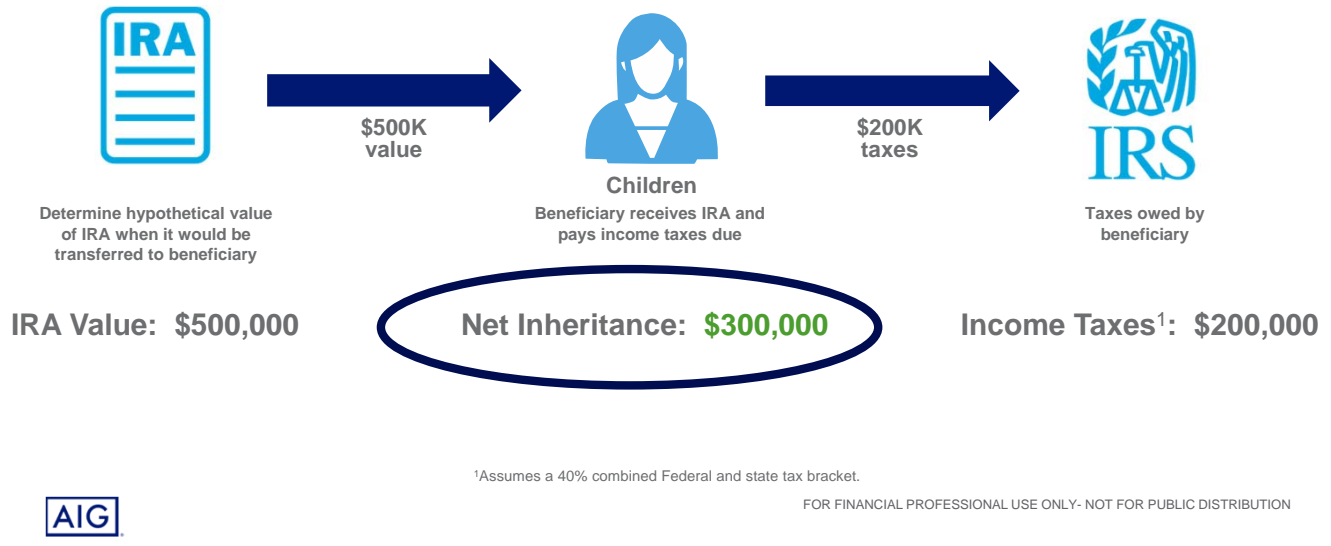 IRA
$500K
value
$200K
taxes
IRS
Children
Determine hypothetical value
of IRA when it would be
transferred to beneficiary
Beneficiary receives IRA and
pays income taxes due
Taxes owed by
beneficiary
IRA Value: $500,000
Net Inheritance: $300,000
Income Taxes¹: $200,000
¹Assumes a 40% combined Federal and state tax bracket.
FOR FINANCIAL PROFESSIONAL USE ONLY- NOT FOR PUBLIC DISTRIBUTION
AIG